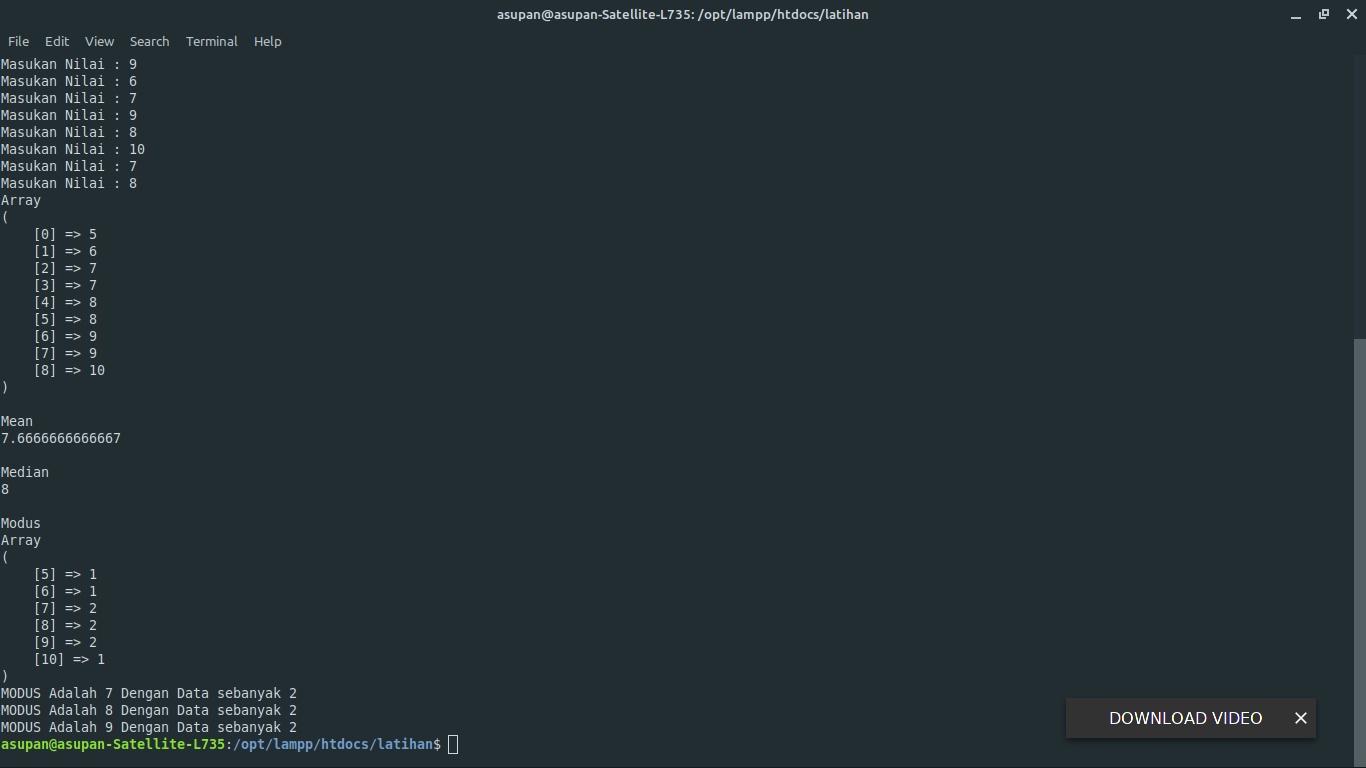 asupan@asupan-Satellite-L735: /opt/lampp/htdocs/latihan
File Edit View Search Terminal Help
Masukan Nilai : 9
Masukan Nilai : 6
Masukan Nilai : 7
Masukan Nilai : 9
Masukan Nilai : 8
Masukan Nilai : 10
Masukan Nilai : 7
Masukan Nilai : 8
Array
(
    [0] => 5
    [1] => 6
    [2] => 7
    [3] => 7
    [4] => 8
    [5] => 8
    [6] => 9
    [7] => 9
    [8] => 10
)

Mean
7.6666666666667

Median
8

Modus
Array
(
    [5] => 1
    [6] => 1
    [7] => 2
    [8] => 2
    [9] => 2
    [10] => 1
)
MODUS Adalah 7 Dengan Data sebanyak 2
MODUS Adalah 8 Dengan Data sebanyak 2
MODUS Adalah 9 Dengan Data sebanyak 2
asupan@asupan-Satellite-L735:/opt/lampp/htdocs/latihan$
DOWNLOAD VIDEO